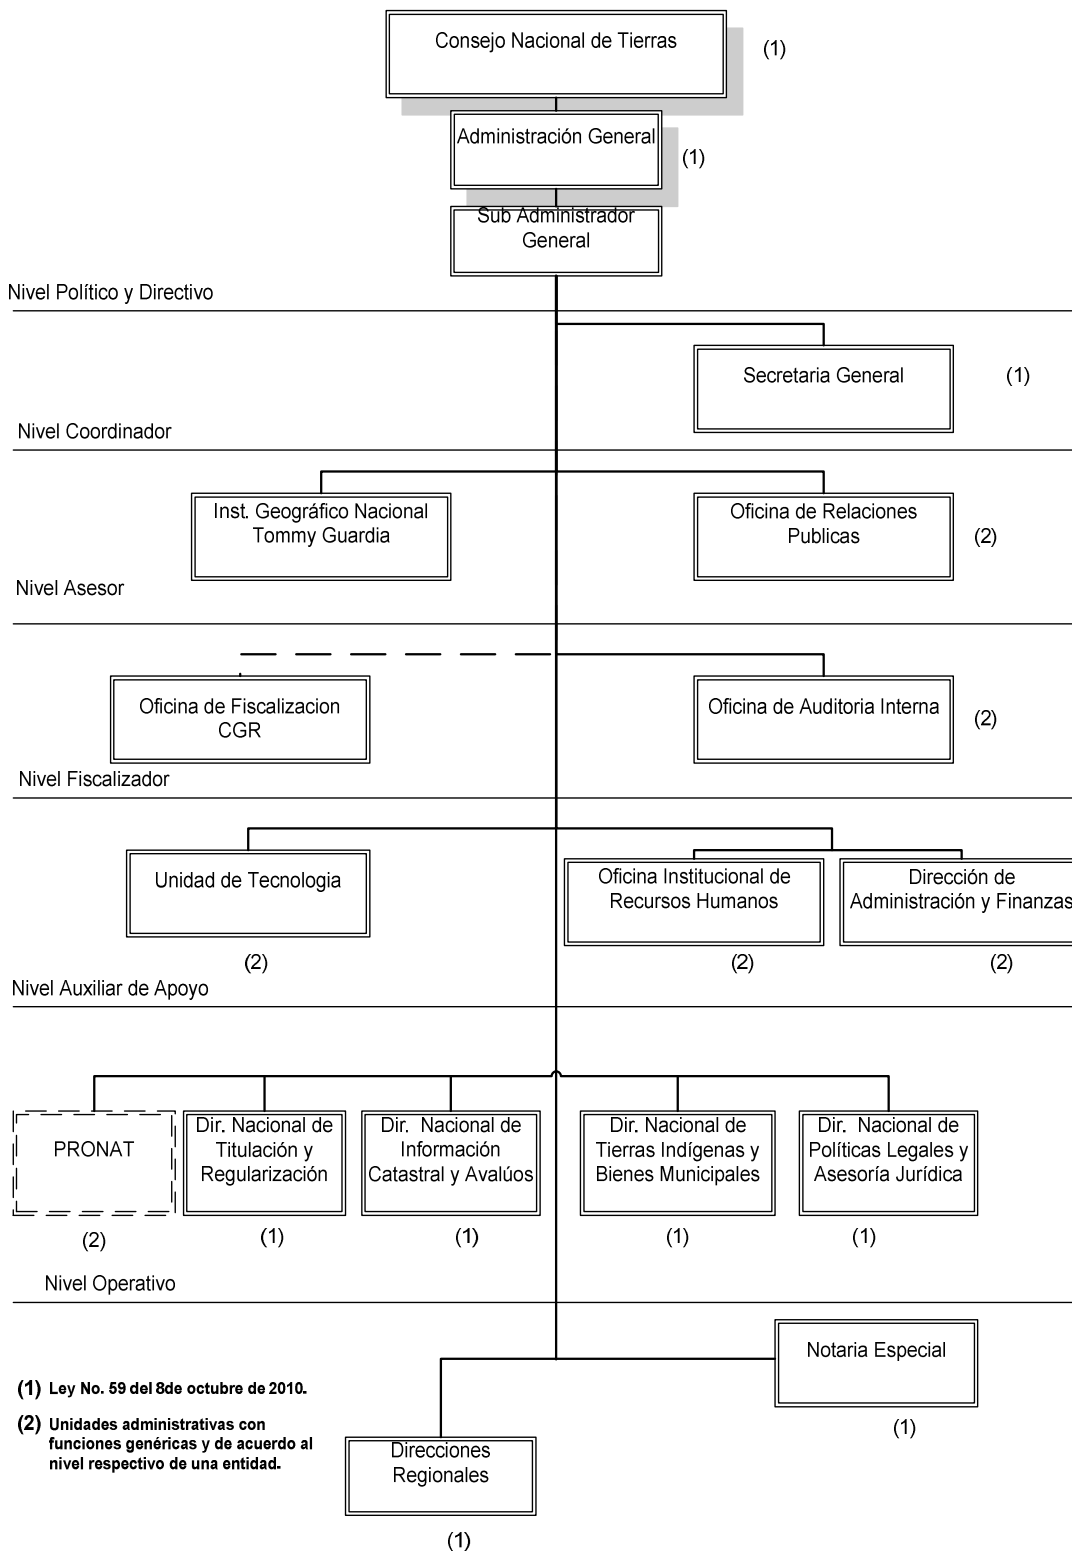 Consejo Nacional de Tierras
(1)
Administración General
(1)
Sub Administrador
General
Nivel Político y Directivo
Secretaria General
(1)
Nivel Coordinador
Inst. Geográfico Nacional
Tommy Guardia
Oficina de Relaciones
Publicas
(2)
Nivel Asesor
Oficina de Fiscalizacion
CGR
Oficina de Auditoria Interna
(2)
Nivel Fiscalizador
Unidad de Tecnologia
(2)
Oficina Institucional de
Recursos Humanos
(2)
Dirección de
Administración y Finanzas
(2)
Nivel Auxiliar de Apoyo
PRONAT
(2)
Dir. Nacional de
Titulación y
Regularización
(1)
Dir. Nacional de
Información
Catastral y Avalúos
(1)
Dir. Nacional de
Tierras Indígenas y
Bienes Municipales
(1)
Dir. Nacional de
Políticas Legales y
Asesoría Jurídica
(1)
Nivel Operativo
Notaria Especial
(1)
Direcciones
Regionales
(1)
(1) Ley No. 59 del 8de octubre de 2010.
(2) Unidades administrativas con
funciones genéricas y de acuerdo al
nivel respectivo de una entidad.